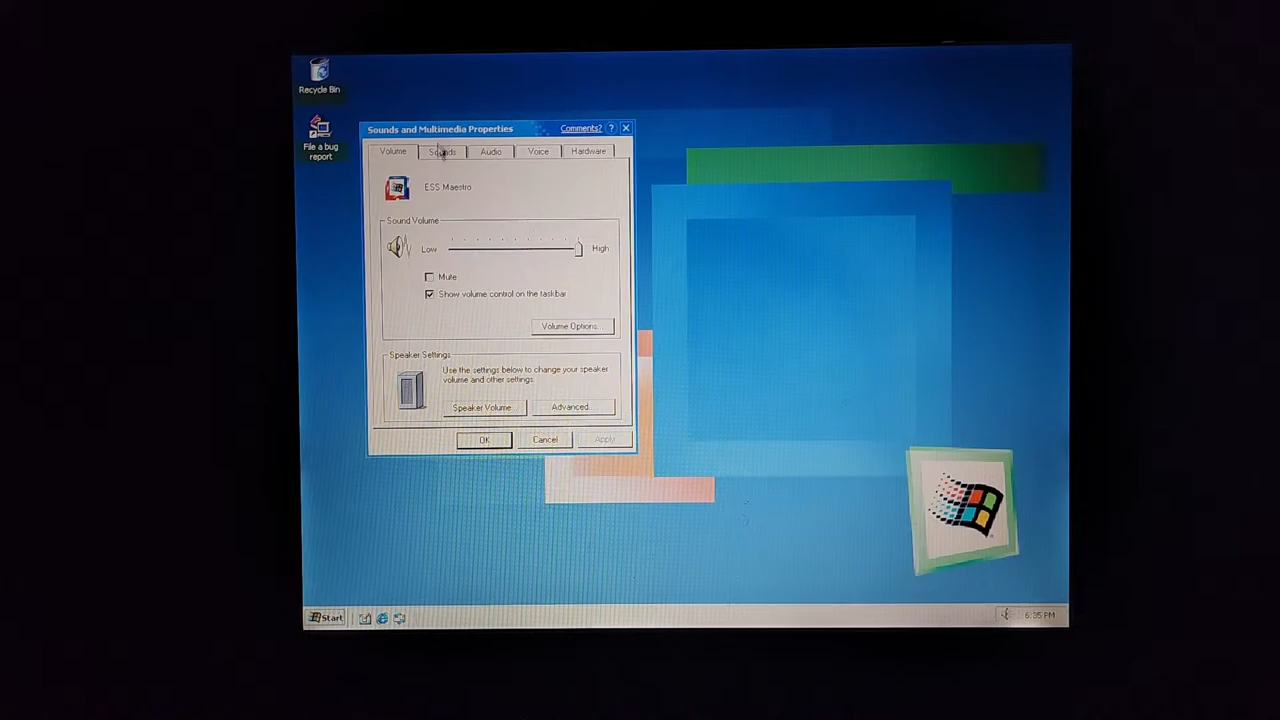 Recycle Bin
File a bug
report
Sounds and Multimedia Properties
Comments?
?
Volume
Sounds
Audio
Voice
Hardware
ESS Maestro
Sound Volume
Low
High
Mute
Show volume control on the taskbar
Volume Options...
Speaker Settings
Use the settings below to change your speaker
volume and other settings.
Speaker Volume...
Advanced...
OK
Cancel
Apply
Start
6:35 PM